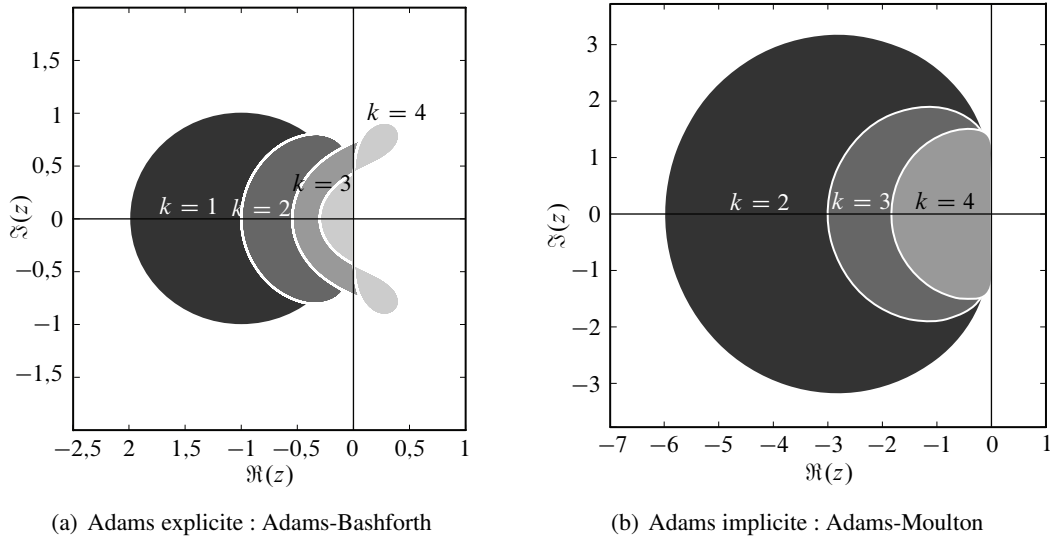 1,5
1
0.5
0
−0.5
−1
−1,5
ℑ(z)
k = 1
k = 2
k = 3
k = 4
−2,5 2 −1,5 −1 −0,5 0 0,5 1
ℜ(z)
(a) Adams explicite : Adams-Bashforth
3
2
1
0
−1
−2
−3
ℑ(z)
k = 2
k = 3
k = 4
−7 −6 −5 −4 −3 −2 −1 0 1
ℜ(z)
(b) Adams implicite : Adams-Moulton